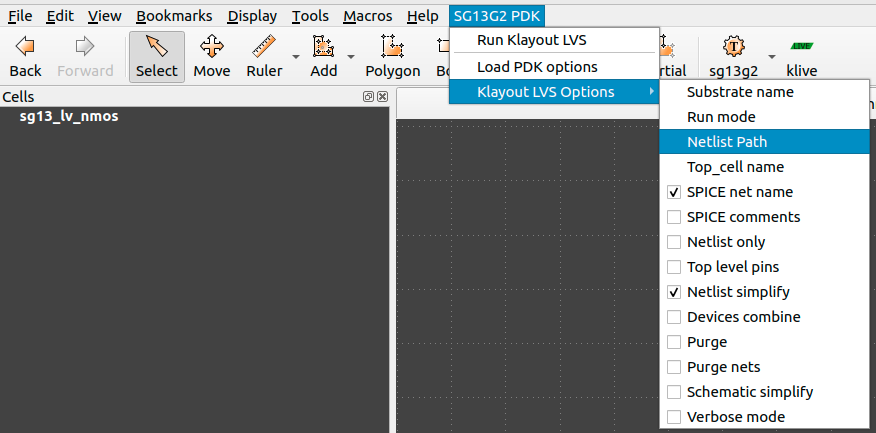 File Edit View Bookmarks Display Tools Macros Help SG13G2 PDK
Run Klayout LVS
Load PDK options
Klayout LVS Options
Back Forward Select Move Ruler Add Polygon rtial sg13g2 klive
LIVE
Cells
sg13_lv_nmos
Substrate name
Run mode
Netlist Path
Top_cell name
SPICE net name
SPICE comments
Netlist only
Top level pins
Netlist simplify
Devices combine
Purge
Purge nets
Schematic simplify
Verbose mode